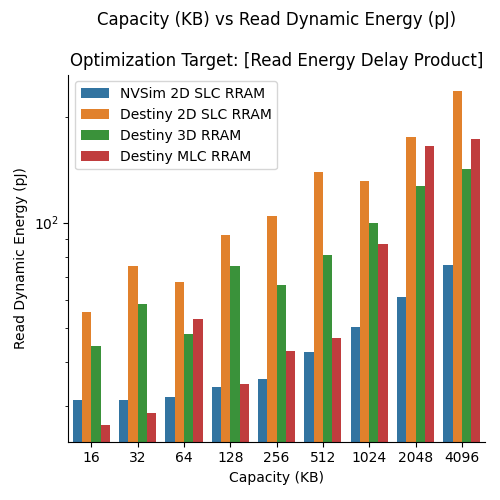 Capacity (KB) vs Read Dynamic Energy (pJ)
Optimization Target: [Read Energy Delay Product]
NVSim 2D SLC RRAM
Destiny 2D SLC RRAM
Destiny 3D RRAM
Destiny MLC RRAM
Read Dynamic Energy (pJ)
10²
16 32 64 128 256 512 1024 2048 4096
Capacity (KB)